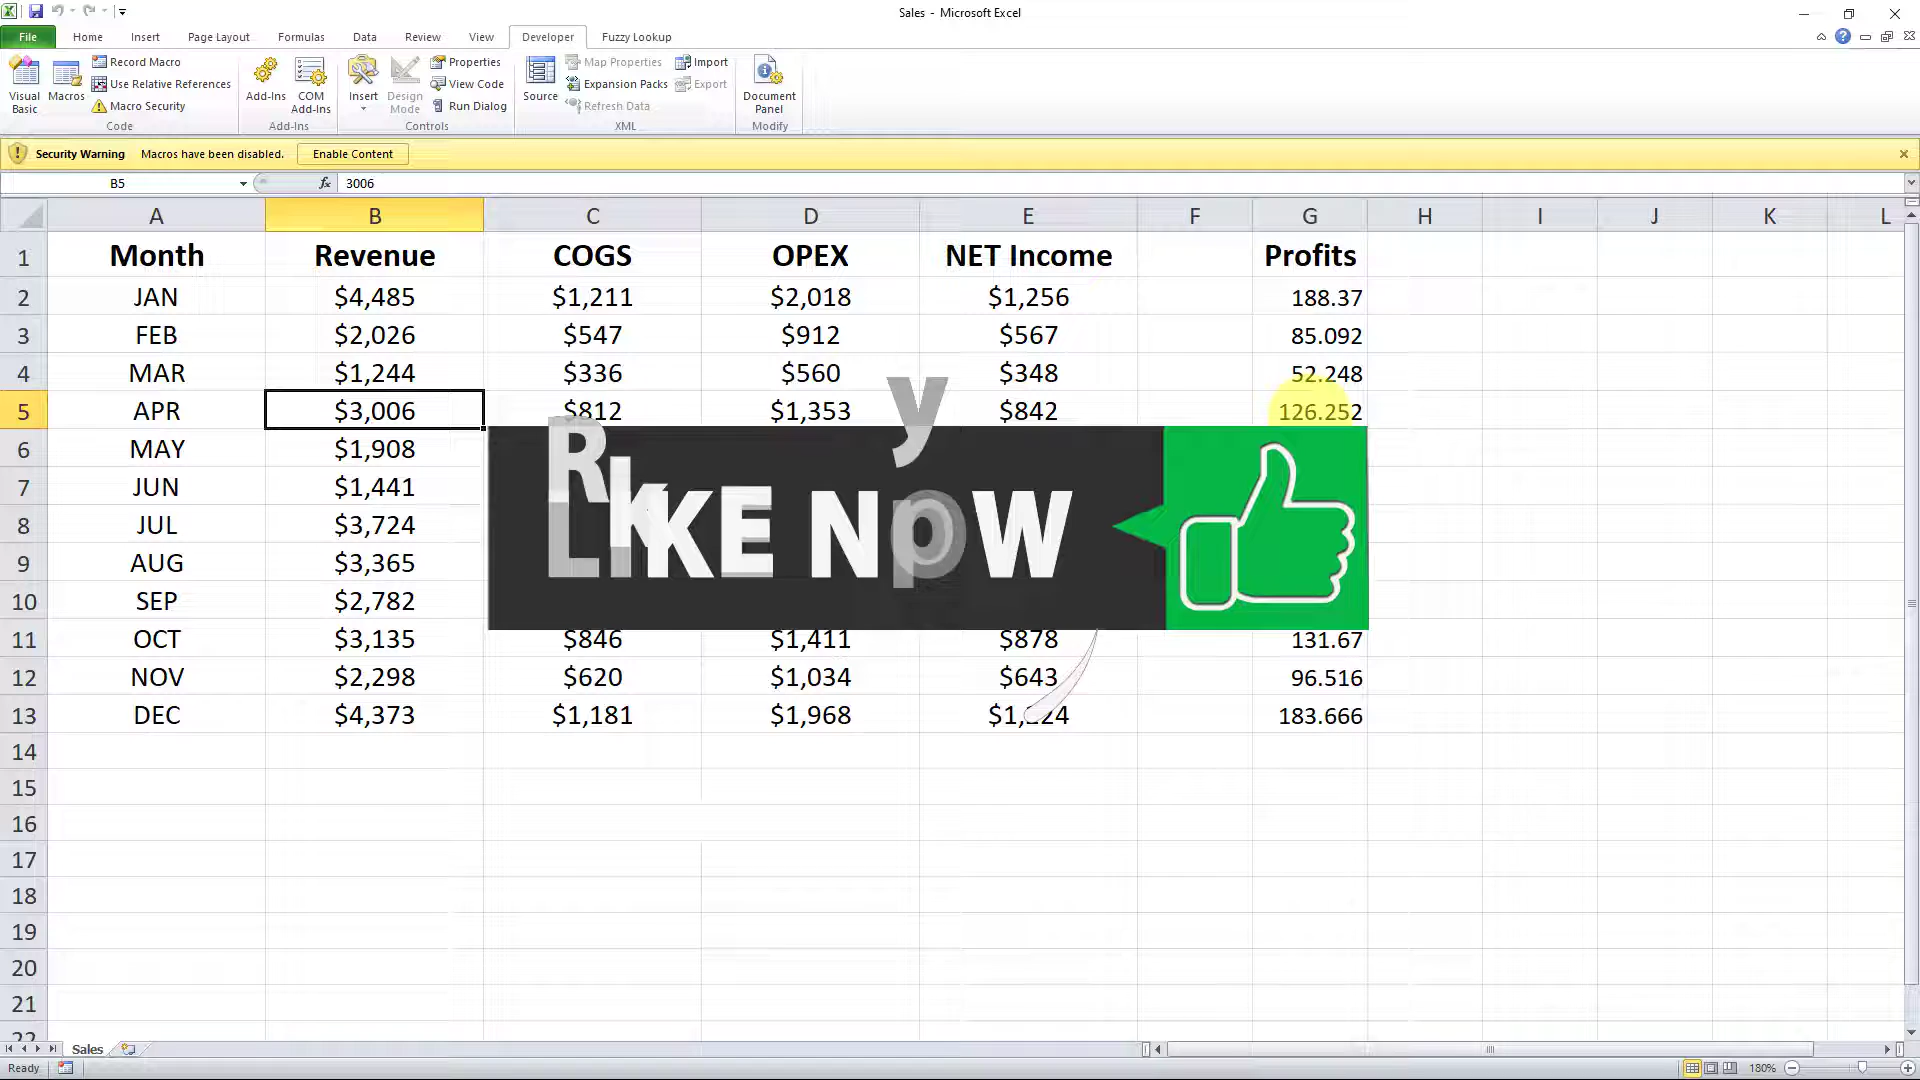 Sales - Microsoft Excel
File Home Insert Page Layout Formulas Data Review View Developer Fuzzy Lookup
Visual Basic
Macros
Record Macro
Use Relative References
Macro Security
Code
Add-Ins
COM Add-Ins
Add-Ins
Insert
Design Mode
Properties
View Code
Run Dialog
Controls
Source
Map Properties
Expansion Packs
Refresh Data
Import
Export
XML
Document Panel
Modify
Security Warning Macros have been disabled. Enable Content
B5 fx 3006
A B C D E F G H I J K L
1 Month Revenue COGS OPEX NET Income Profits
2 JAN $4,485 $1,211 $2,018 $1,256 188.37
3 FEB $2,026 $547 $912 $567 85.092
4 MAR $1,244 $336 $560 $348 52.248
5 APR $3,006 $812 $1,353 $842 126.252
6 MAY $1,908
7 JUN $1,441
8 JUL $3,724
9 AUG $3,365
10 SEP $2,782
LIKE NOW
11 OCT $3,135 $846 $1,411 $878 131.67
12 NOV $2,298 $620 $1,034 $643 96.516
13 DEC $4,373 $1,181 $1,968 183.666
14
15
16
17
18
19
20
21
22
Sales
Ready 180%